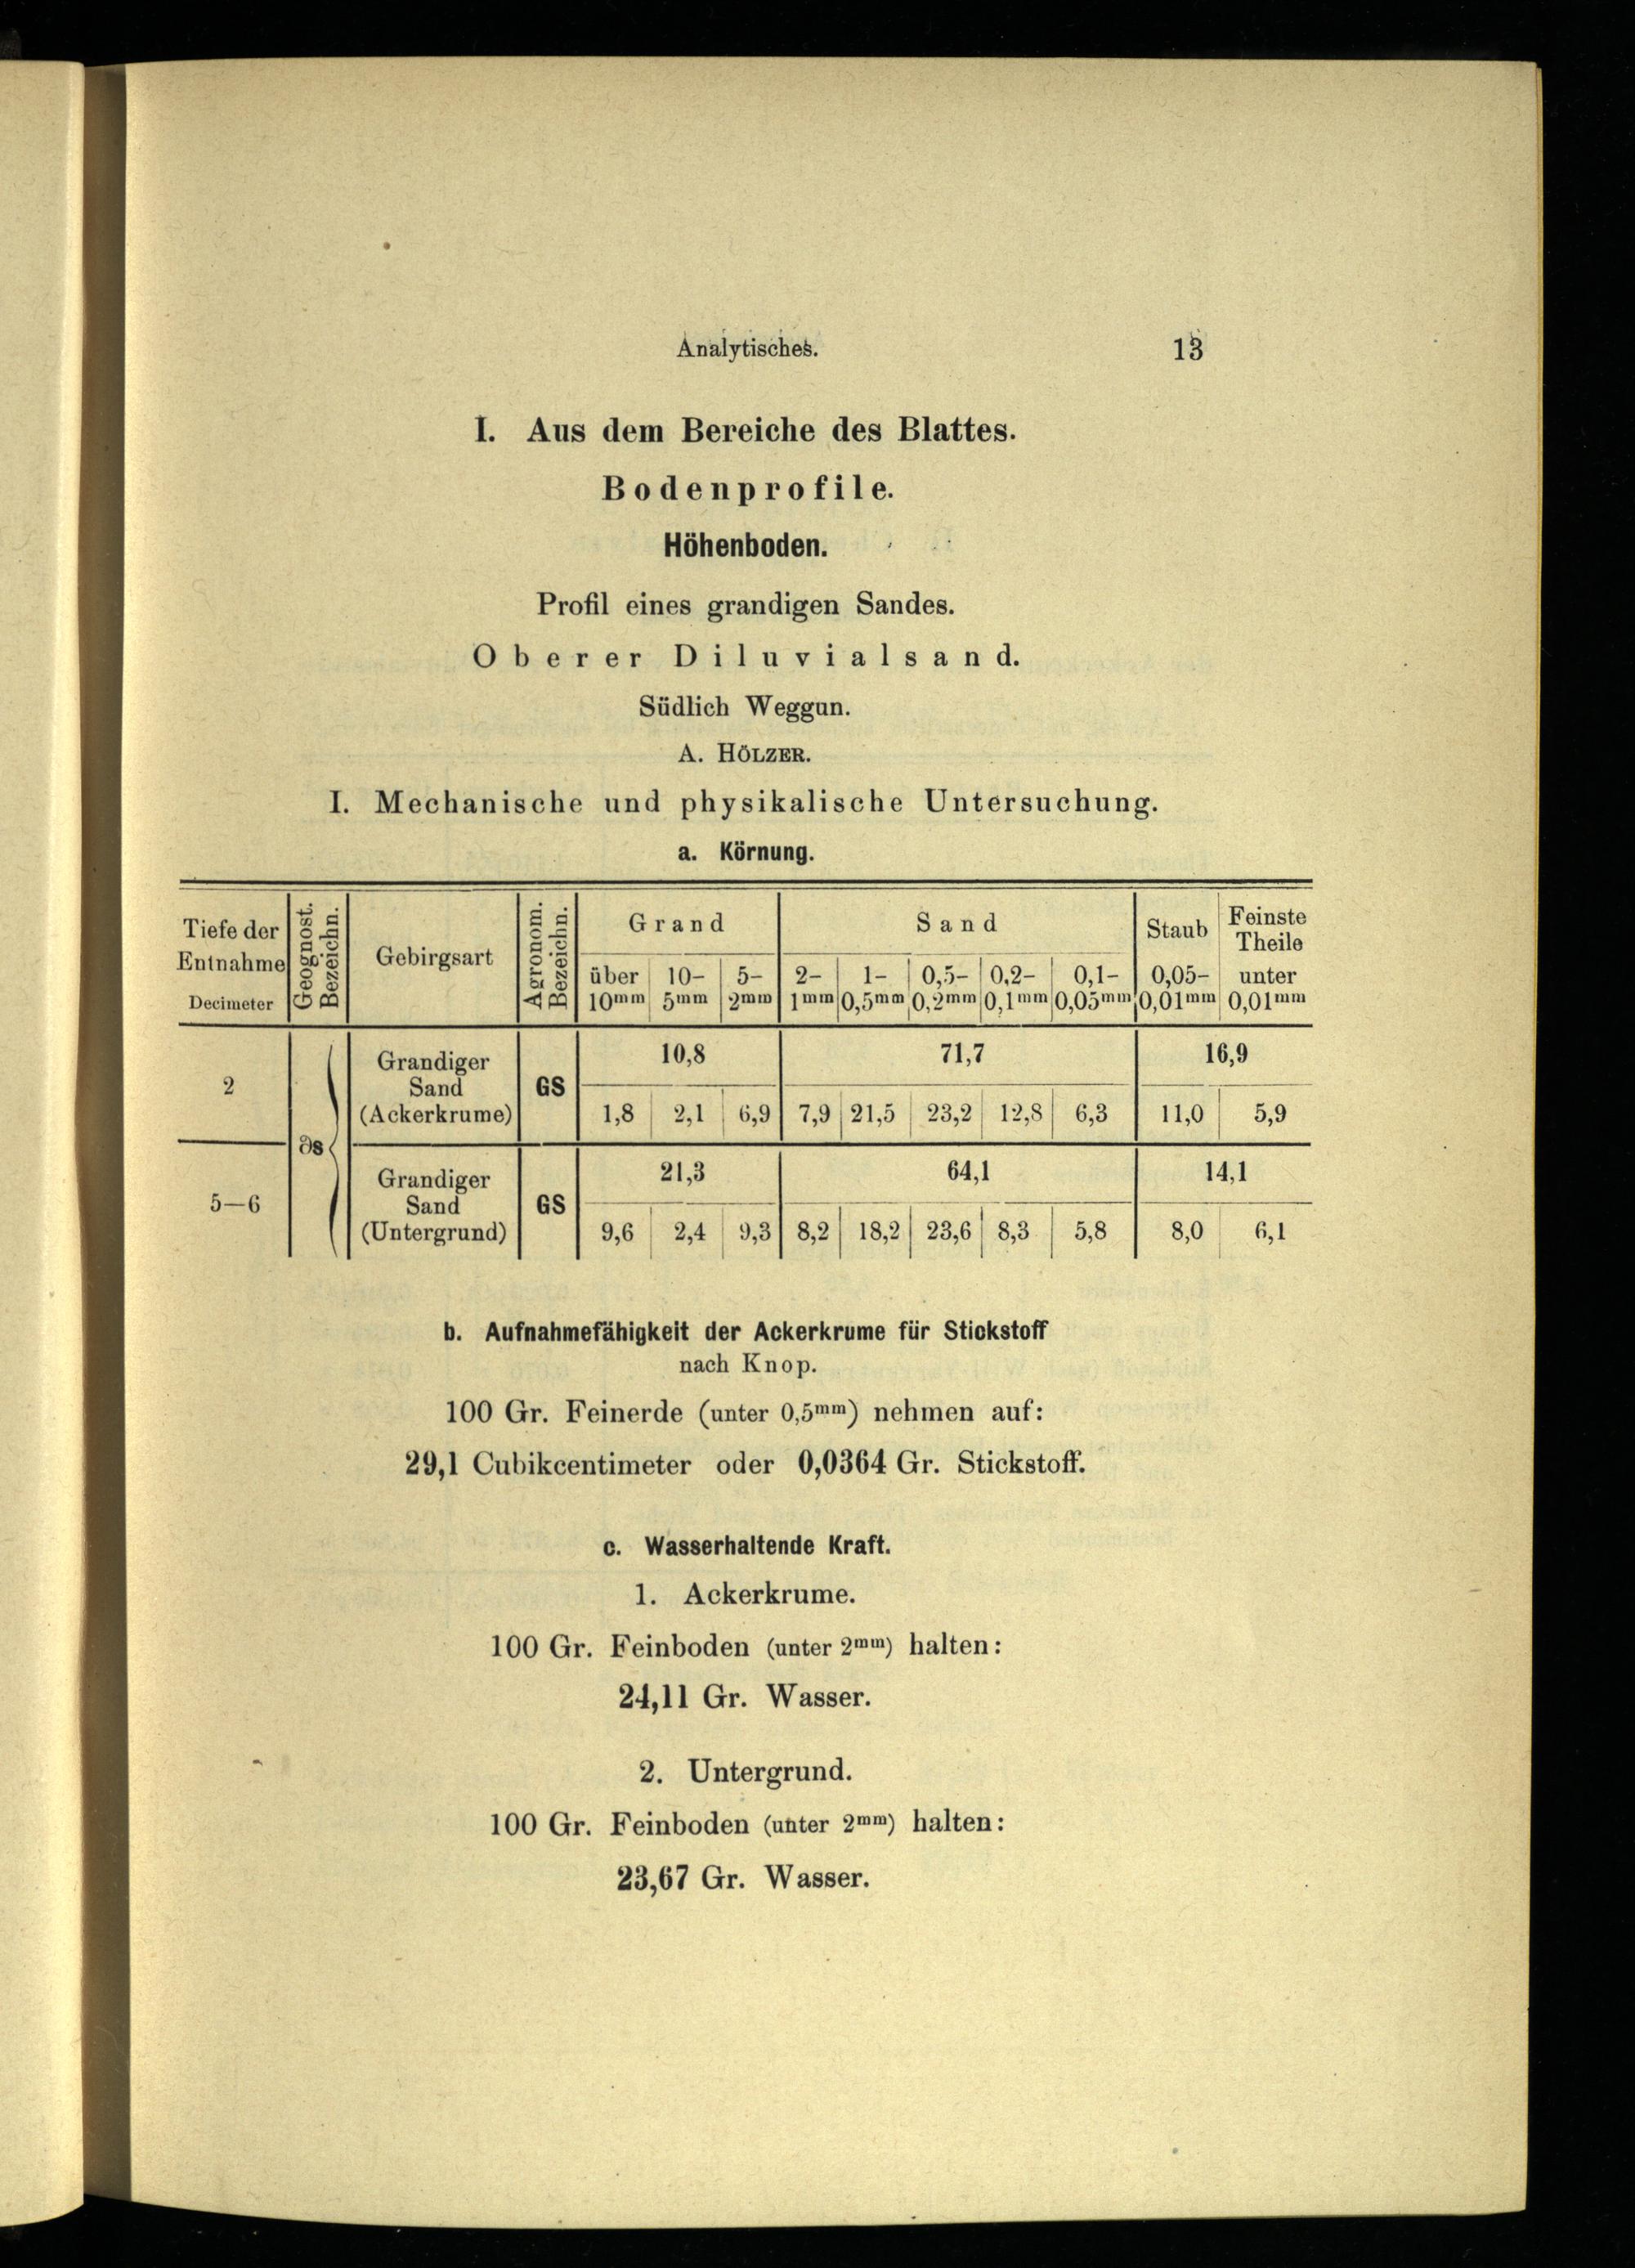 Analytisches. 13
I. Aus dem Bereiche des Blattes.
Bodenprofile.
Höhenboden.
Profil eines grandigen Sandes.
Oberer Diluvialsand.
Südlich Weggun.
A. HÖLZER.
I. Mechanische und physikalische Untersuchung.
a. Körnung.
Tiefe der Entnahme Decimeter | Geognost. Bezeichn. | Gebirgsart | Agronom. Bezeichn. | Grand | Sand | Staub | Feinste Theile
über 10mm | 10- 5mm | 5- 2mm | 2- 1mm | 1- 0,5mm | 0,5- 0,2mm | 0,2- 0,1mm | 0,1- 0,05mm | 0,05- 0,01mm | unter 0,01mm
2 | ∂s | Grandiger Sand (Ackerkrume) | GS | 10,8 | 71,7 | 16,9
1,8 | 2,1 | 6,9 | 7,9 | 21,5 | 23,2 | 12,8 | 6,3 | 11,0 | 5,9
5—6 | Grandiger Sand (Untergrund) | GS | 21,3 | 64,1 | 14,1
9,6 | 2,4 | 9,3 | 8,2 | 18,2 | 23,6 | 8,3 | 5,8 | 8,0 | 6,1
b. Aufnahmefähigkeit der Ackerkrume für Stickstoff
nach Knop.
100 Gr. Feinerde (unter 0,5mm) nehmen auf:
29,1 Cubikcentimeter oder 0,0364 Gr. Stickstoff.
c. Wasserhaltende Kraft.
1. Ackerkrume.
100 Gr. Feinboden (unter 2mm) halten:
24,11 Gr. Wasser.
2. Untergrund.
100 Gr. Feinboden (unter 2mm) halten:
23,67 Gr. Wasser.